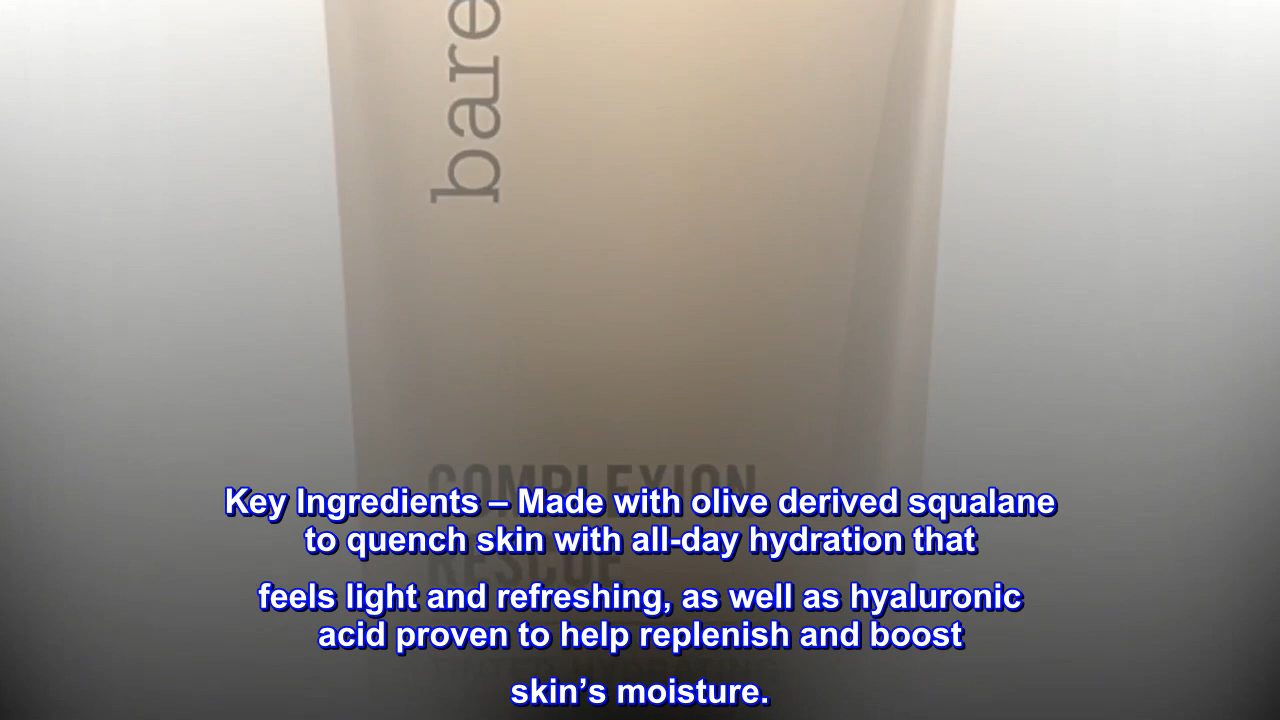 bare
COMPLEXION
RESCUE
Key Ingredients – Made with olive derived squalane
to quench skin with all-day hydration that
feels light and refreshing, as well as hyaluronic
acid proven to help replenish and boost
skin’s moisture.